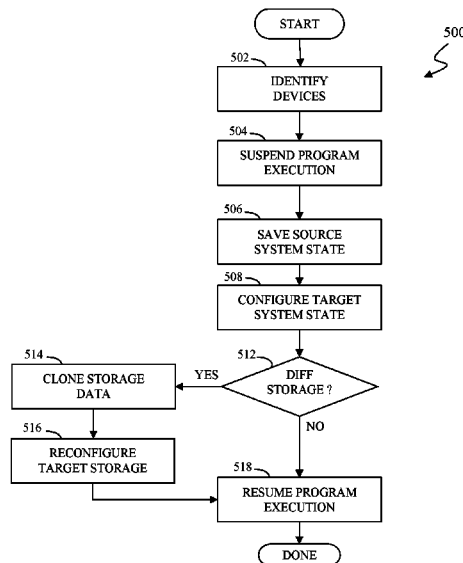 START
500
502
IDENTIFY
DEVICES
504
SUSPEND PROGRAM
EXECUTION
506
SAVE SOURCE
SYSTEM STATE
508
CONFIGURE TARGET
SYSTEM STATE
512
DIFF
STORAGE ?
YES
514
CLONE STORAGE
DATA
516
RECONFIGURE
TARGET STORAGE
NO
518
RESUME PROGRAM
EXECUTION
DONE